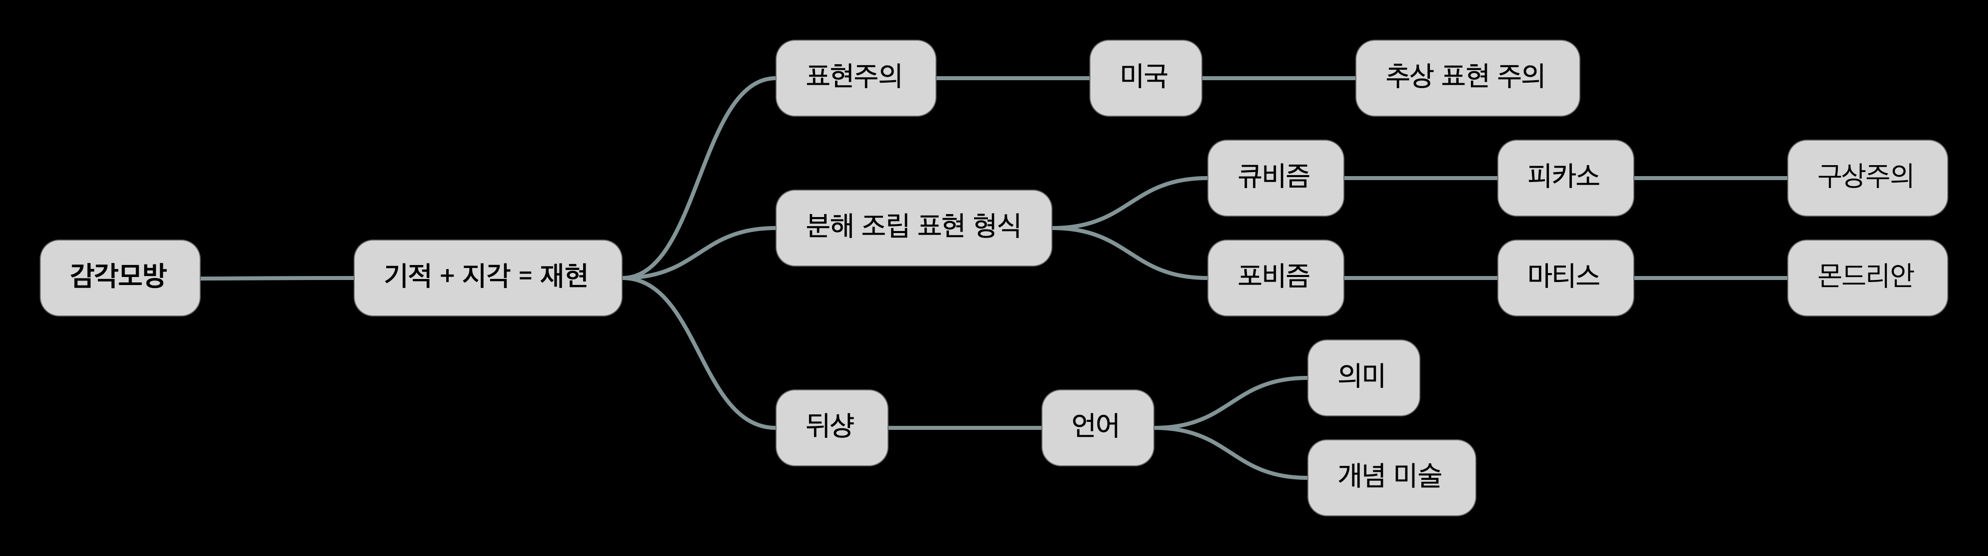 감각모방
기적 + 지각 = 재현
표현주의
미국
추상 표현 주의
분해 조립 표현 형식
큐비즘
피카소
구상주의
포비즘
마티스
몬드리안
뒤샹
언어
의미
개념 미술